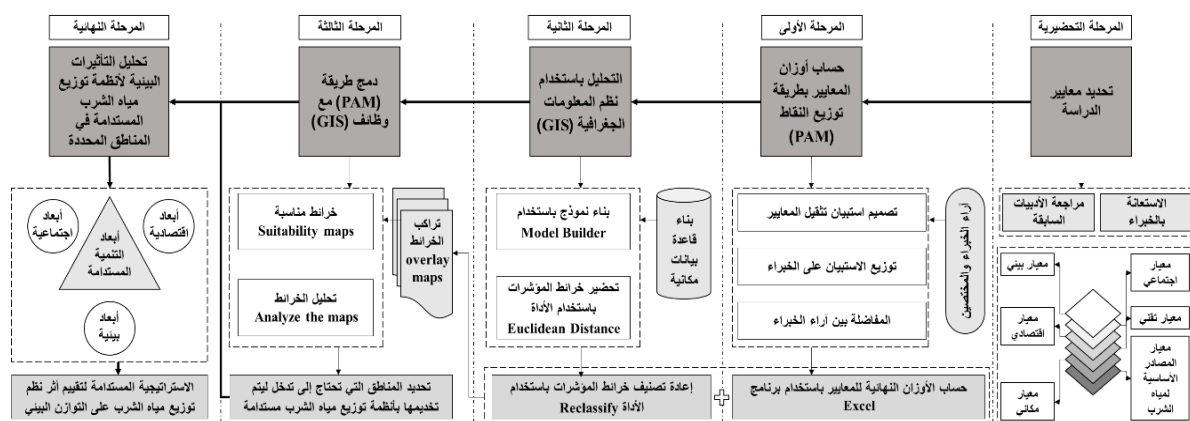 المرحلة التحضيرية
تحديد معايير
الدراسة
الاستعانة
بالخبراء
مراجعة الأدبيات
السابقة
معيار
اجتماعي
معيار تقني
معيار
المصادر
الأساسية
لمياه
الشرب
معيار بيئي
معيار
اقتصادي
معيار
مكاني
المرحلة الأولى
حساب أوزان
المعايير بطريقة
توزيع النقاط
(PAM)
آراء الخبراء والمختصين
تصميم استبيان تثقيل المعايير
توزيع الاستبيان على الخبراء
المفاضلة بين آراء الخبراء
حساب الأوزان النهائية للمعايير باستخدام برنامج
Excel
المرحلة الثانية
التحليل باستخدام
نظم المعلومات
الجغرافية (GIS)
بناء
قاعدة
بيانات
مكانية
بناء نموذج باستخدام
Model Builder
تحضير خرائط المؤشرات
باستخدام الأداة
Euclidean Distance
إعادة تصنيف خرائط المؤشرات باستخدام
الأداة Reclassify
المرحلة الثالثة
دمج طريقة
(PAM) مع
وظائف (GIS)
تراكب
الخرائط
overlay
maps
خرائط مناسبة
Suitability maps
تحليل الخرائط
Analyze the maps
تحديد المناطق التي تحتاج إلى تدخل ليتم
تخديمها بأنظمة توزيع مياه الشرب مستدامة
المرحلة النهائية
تحليل التأثيرات
البيئية لأنظمة توزيع
مياه الشرب
المستدامة في
المناطق المحددة
أبعاد
اقتصادية
أبعاد
التنمية
المستدامة
أبعاد
اجتماعية
أبعاد
بيئية
الاستراتيجية المستدامة لتقييم أثر نظم
توزيع مياه الشرب على التوازن البيئي